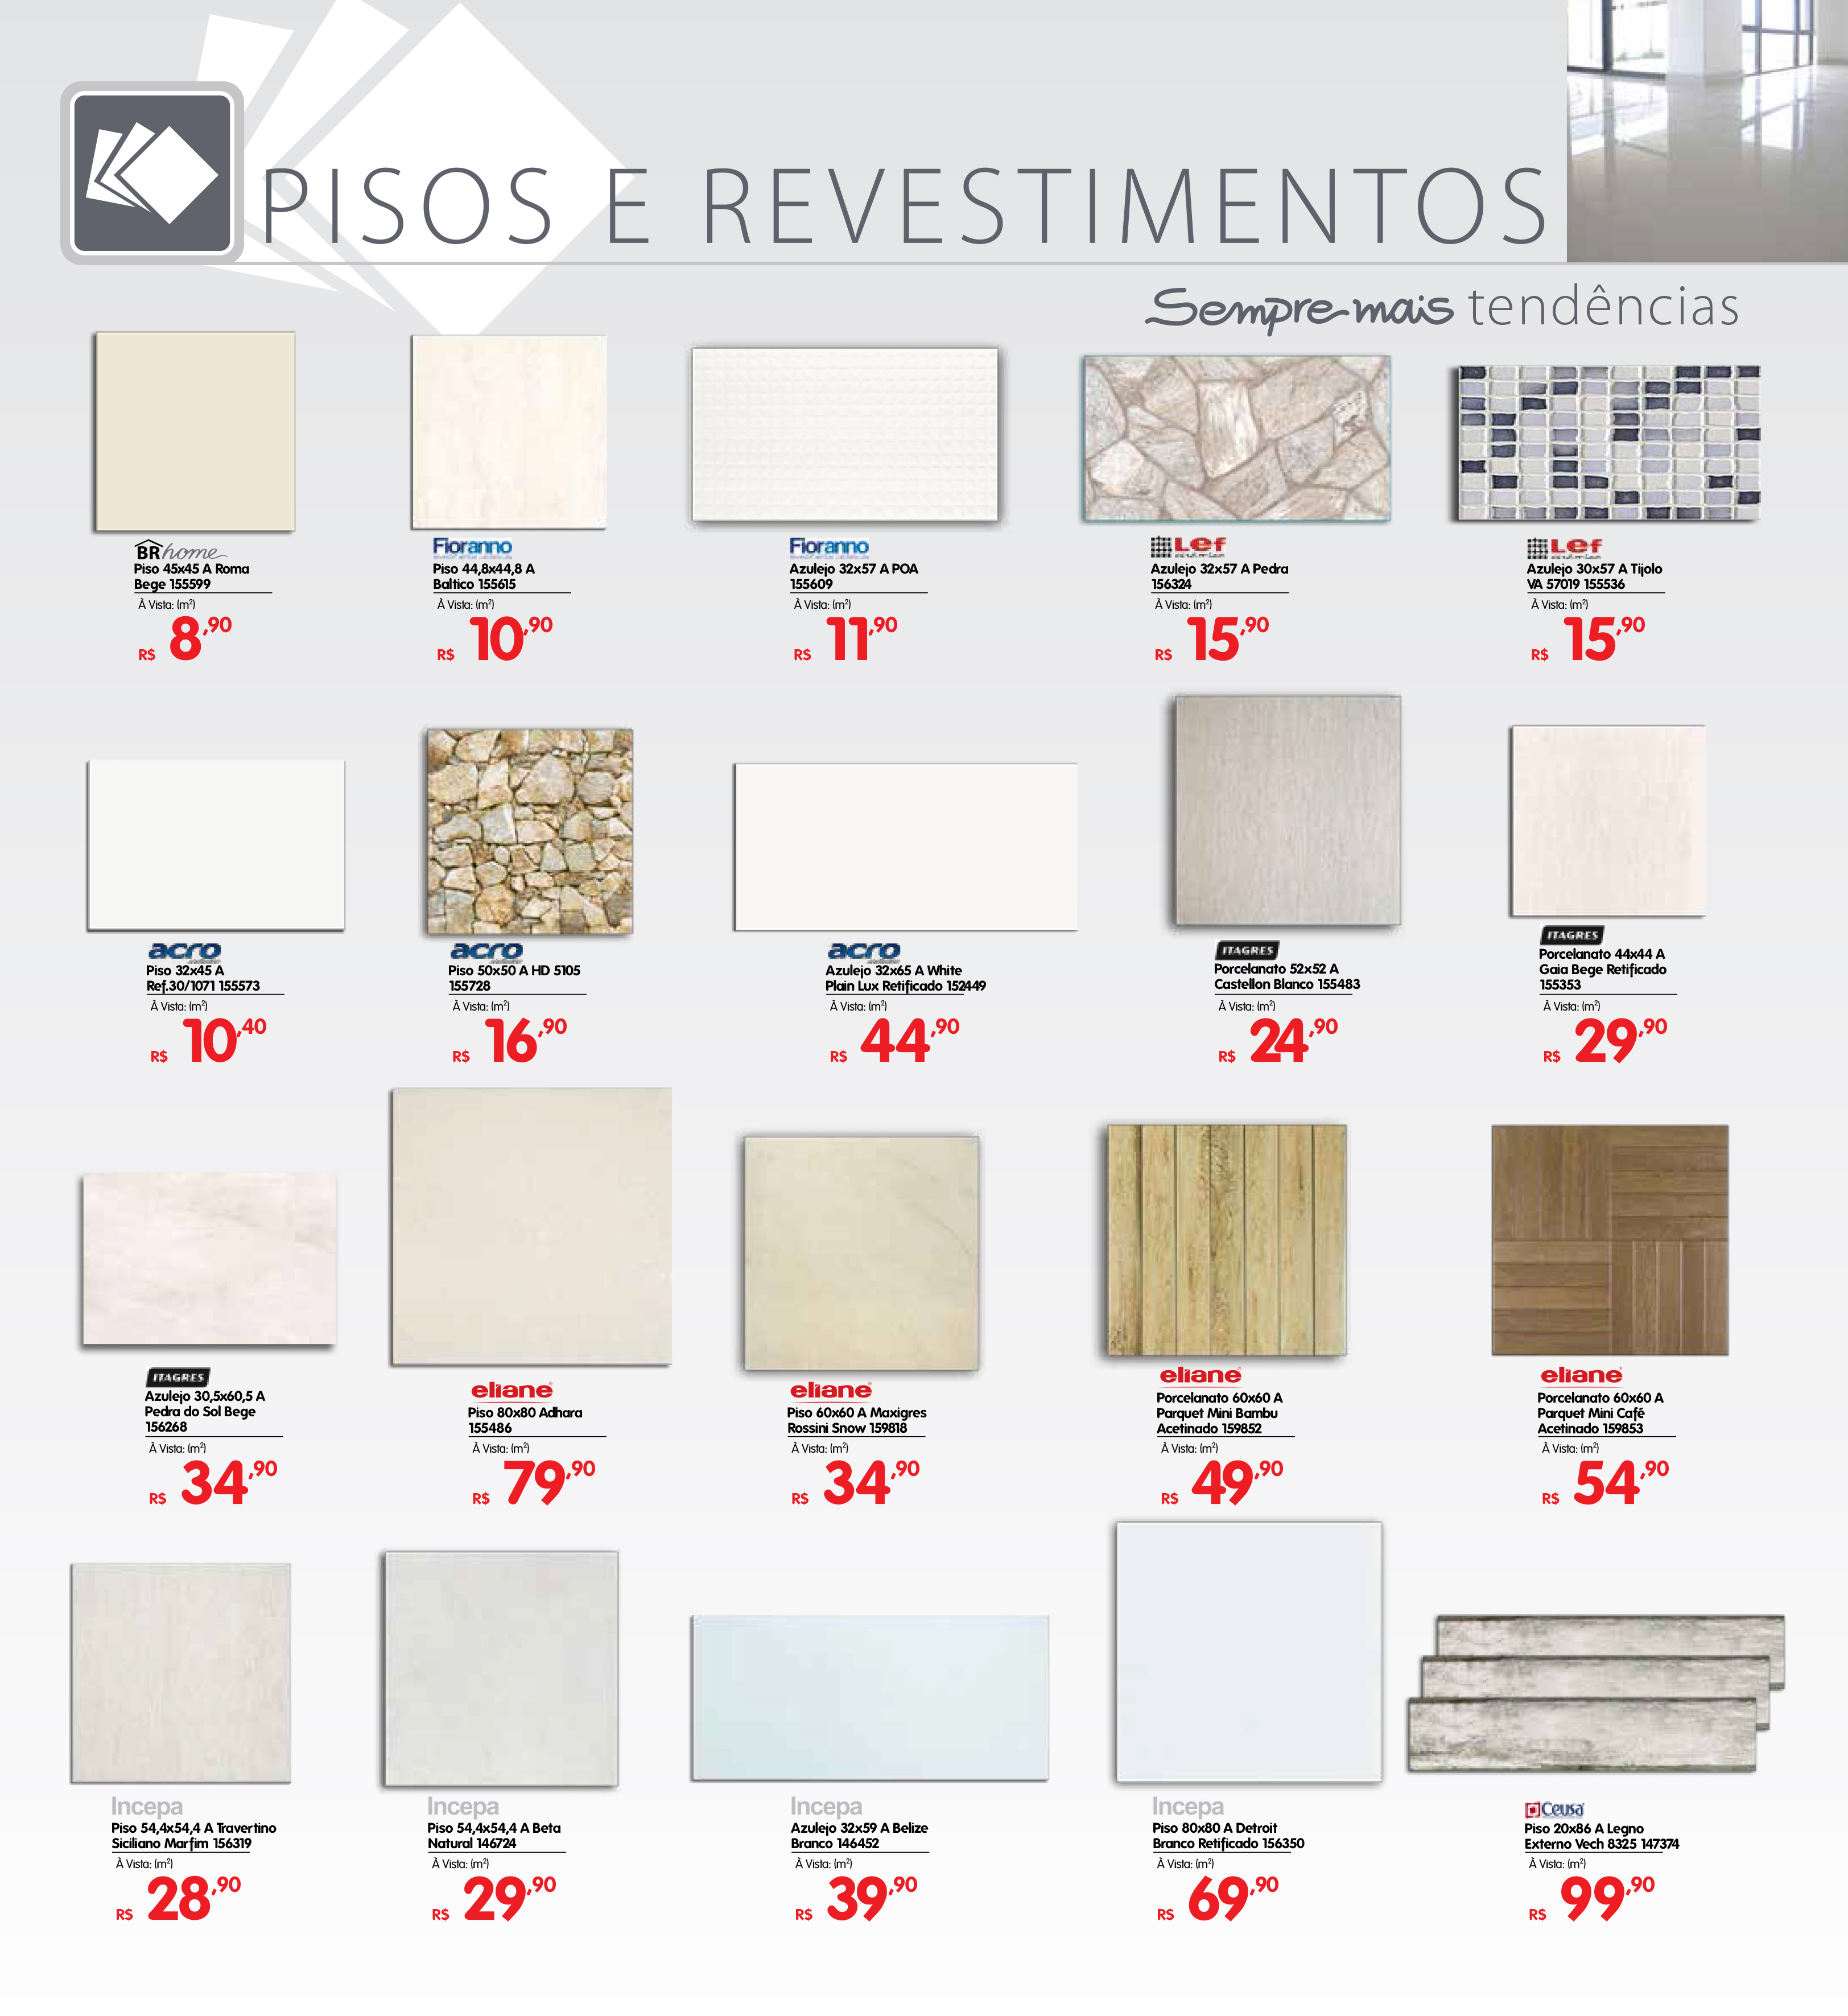 PISOS E REVESTIMENTOS
Sempre mais tendências
BRhome
Piso 45x45 A Roma
Bege 155599
À Vista: (m²)
R$ 8,90
Fioranno
Piso 44,8x44,8 A
Baltico 155615
À Vista: (m²)
R$ 10,90
Fioranno
Azulejo 32x57 A POA
155609
À Vista: (m²)
R$ 11,90
Lef
Azulejo 32x57 A Pedra
156324
À Vista: (m²)
R$ 15,90
Lef
Azulejo 30x57 A Tijolo
VA 57019 155536
À Vista: (m²)
R$ 15,90
acro
Piso 32x45 A
Ref.30/1071 155573
À Vista: (m²)
R$ 10,40
acro
Piso 50x50 A HD 5105
155728
À Vista: (m²)
R$ 16,90
acro
Azulejo 32x65 A White
Plain Lux Retificado 152449
À Vista: (m²)
R$ 44,90
ITAGRES
Porcelanato 52x52 A
Castellon Blanco 155483
À Vista: (m²)
R$ 24,90
ITAGRES
Porcelanato 44x44 A
Gaia Bege Retificado
155353
À Vista: (m²)
R$ 29,90
ITAGRES
Azulejo 30,5x60,5 A
Pedra do Sol Bege
156268
À Vista: (m²)
R$ 34,90
eliane
Piso 80x80 Adhara
155486
À Vista: (m²)
R$ 79,90
eliane
Piso 60x60 A Maxigres
Rossini Snow 159818
À Vista: (m²)
R$ 34,90
eliane
Porcelanato 60x60 A
Parquet Mini Bambu
Acetinado 159852
À Vista: (m²)
R$ 49,90
eliane
Porcelanato 60x60 A
Parquet Mini Café
Acetinado 159853
À Vista: (m²)
R$ 54,90
Incepa
Piso 54,4x54,4 A Travertino
Siciliano Marfim 156319
À Vista: (m²)
R$ 28,90
Incepa
Piso 54,4x54,4 A Beta
Natural 146724
À Vista: (m²)
R$ 29,90
Incepa
Azulejo 32x59 A Belize
Branco 146452
À Vista: (m²)
R$ 39,90
Incepa
Piso 80x80 A Detroit
Branco Retificado 156350
À Vista: (m²)
R$ 69,90
Ceusa
Piso 20x86 A Legno
Externo Vech 8325 147374
À Vista: (m²)
R$ 99,90